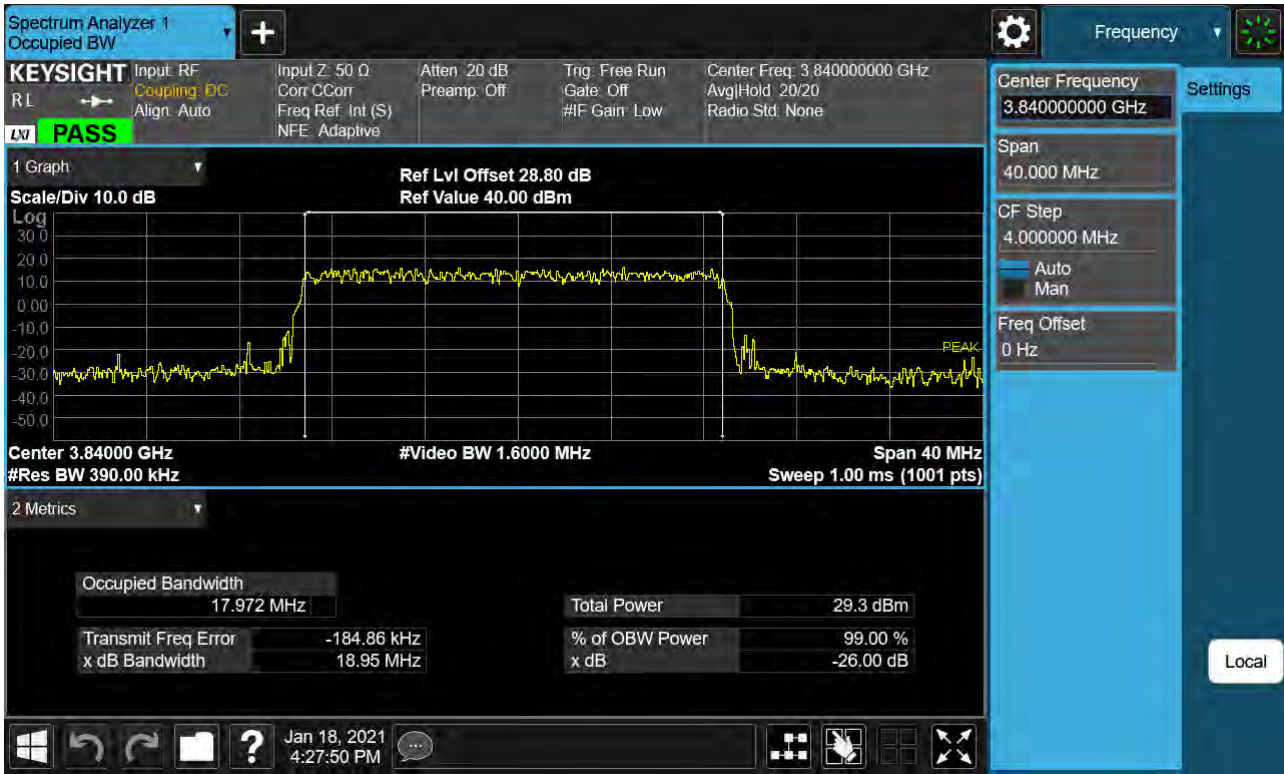 Spectrum Analyzer 1
Occupied BW
+
Frequency
KEYSIGHT
RL
LXI PASS
Input: RF
Coupling: DC
Align: Auto
Input Z: 50 Ω
Corr CCorr
Freq Ref: Int (S)
NFE: Adaptive
Atten: 20 dB
Preamp: Off
Trig: Free Run
Gate: Off
#IF Gain: Low
Center Freq: 3.840000000 GHz
Avg|Hold: 20/20
Radio Std: None
Center Frequency
3.840000000 GHz
Settings
Span
40.000 MHz
CF Step
4.000000 MHz
Auto
Man
Freq Offset
0 Hz
Local
1 Graph
Scale/Div 10.0 dB
Ref Lvl Offset 28.80 dB
Ref Value 40.00 dBm
Log
30.0
20.0
10.0
0.00
-10.0
-20.0
-30.0
-40.0
-50.0
PEAK
Center 3.84000 GHz
#Video BW 1.6000 MHz
Span 40 MHz
#Res BW 390.00 kHz
Sweep 1.00 ms (1001 pts)
2 Metrics
Occupied Bandwidth
17.972 MHz
Total Power 29.3 dBm
Transmit Freq Error -184.86 kHz
% of OBW Power 99.00 %
x dB Bandwidth 18.95 MHz
x dB -26.00 dB
?
Jan 18, 2021
4:27:50 PM